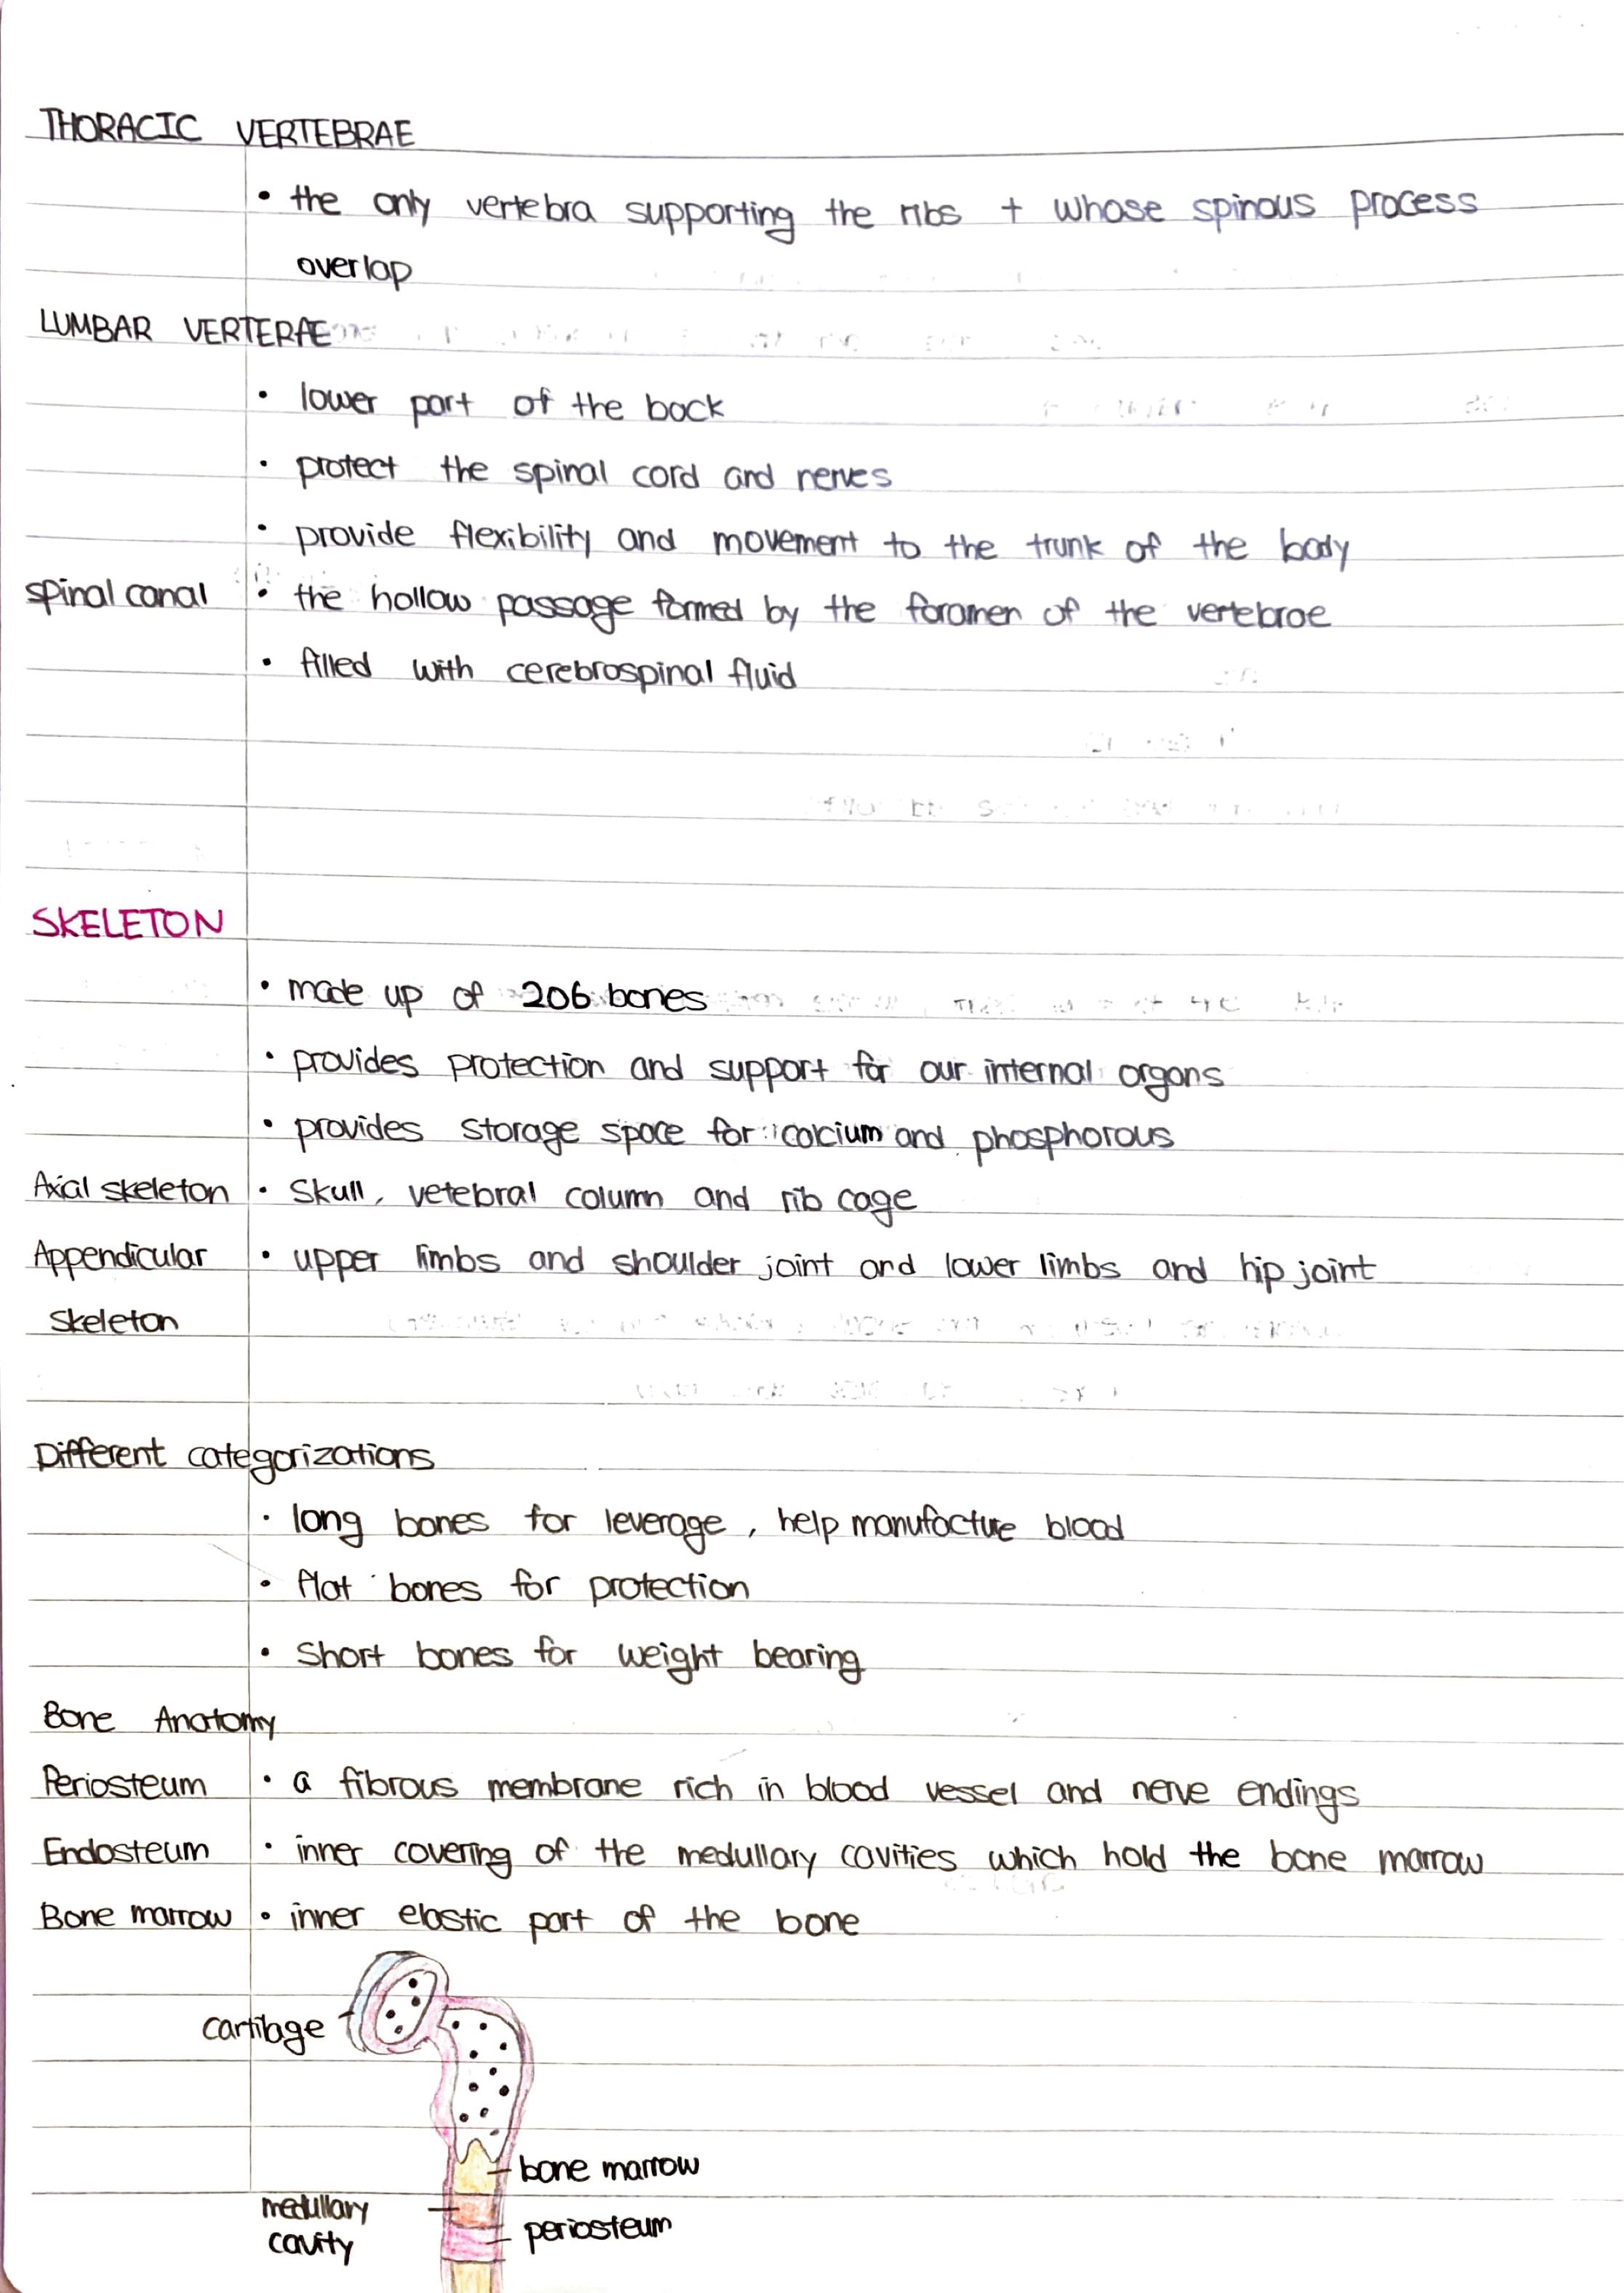 THORACIC VERTEBRAE
• the only vertebra supporting the ribs + whose spinous process
overlap
LUMBAR VERTERAE
• lower part of the back
• protect the spinal cord and nerves
• provide flexibility and movement to the trunk of the body
spinal canal • the hollow passage formed by the foramen of the vertebrae
• filled with cerebrospinal fluid
SKELETON
• made up of 206 bones
• provides protection and support for our internal organs
• provides storage space for calcium and phosphorous
Axial skeleton • Skull, vetebral column and rib cage
Appendicular • upper limbs and shoulder joint and lower limbs and hip joint
Skeleton
Different categorizations
• long bones for leverage, help manufacture blood
• flat bones for protection
• Short bones for weight bearing
Bone Anatomy
Periosteum • a fibrous membrane rich in blood vessel and nerve endings
Endosteum • inner covering of the medullary cavities which hold the bone marrow
Bone marrow • inner elastic part of the bone
cartilage
bone marrow
medullary
cavity
periosteum